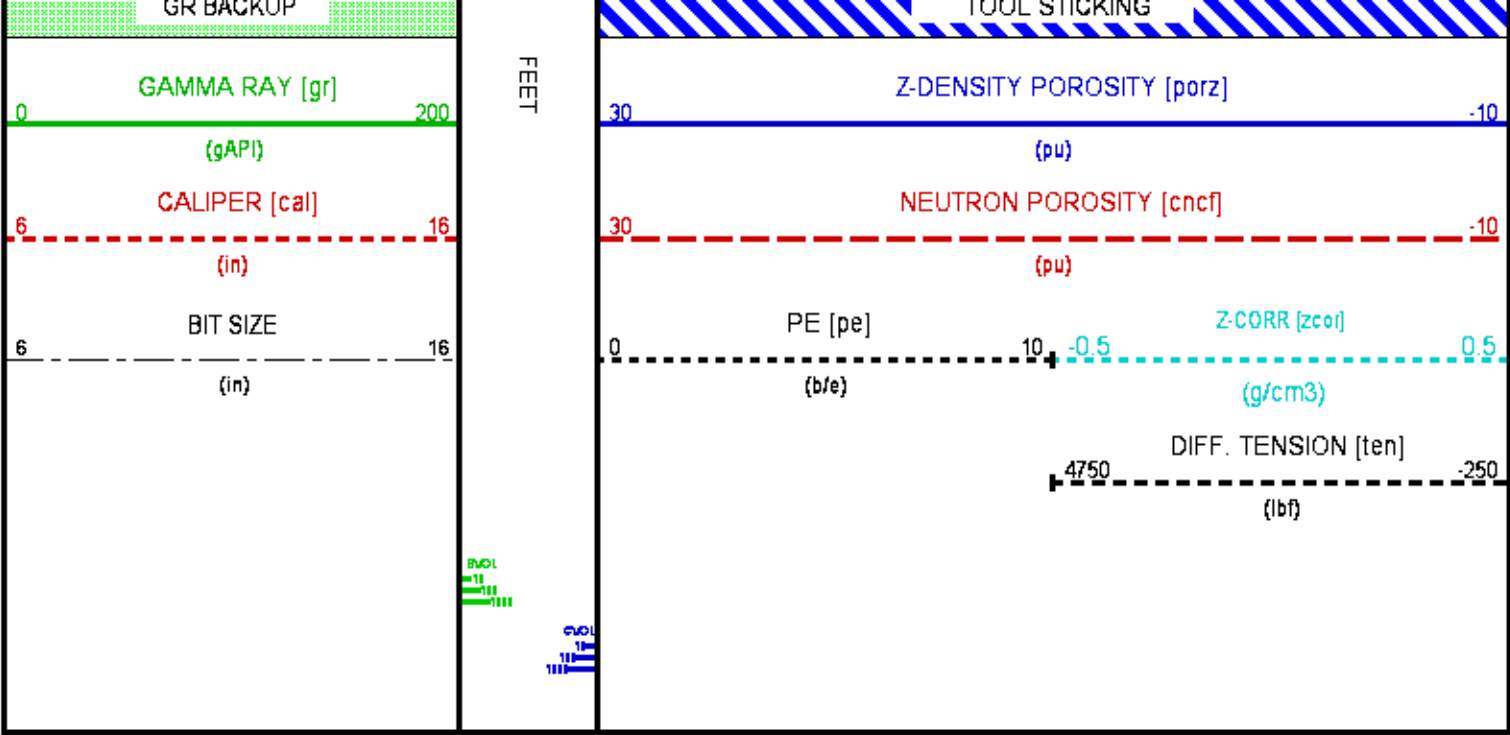 GR BACKUP
TOOL STICKING
FEET
GAMMA RAY [gr]
0 200
(gAPI)
CALIPER [cal]
6 16
(in)
BIT SIZE
6 16
(in)
Z-DENSITY POROSITY [porz]
30 -10
(pu)
NEUTRON POROSITY [cncf]
30 -10
(pu)
PE [pe]
0 10
(b/e)
Z-CORR [zcor]
-0.5 0.5
(g/cm3)
DIFF. TENSION [ten]
4750 -250
(lbf)
BVOL
CVOL